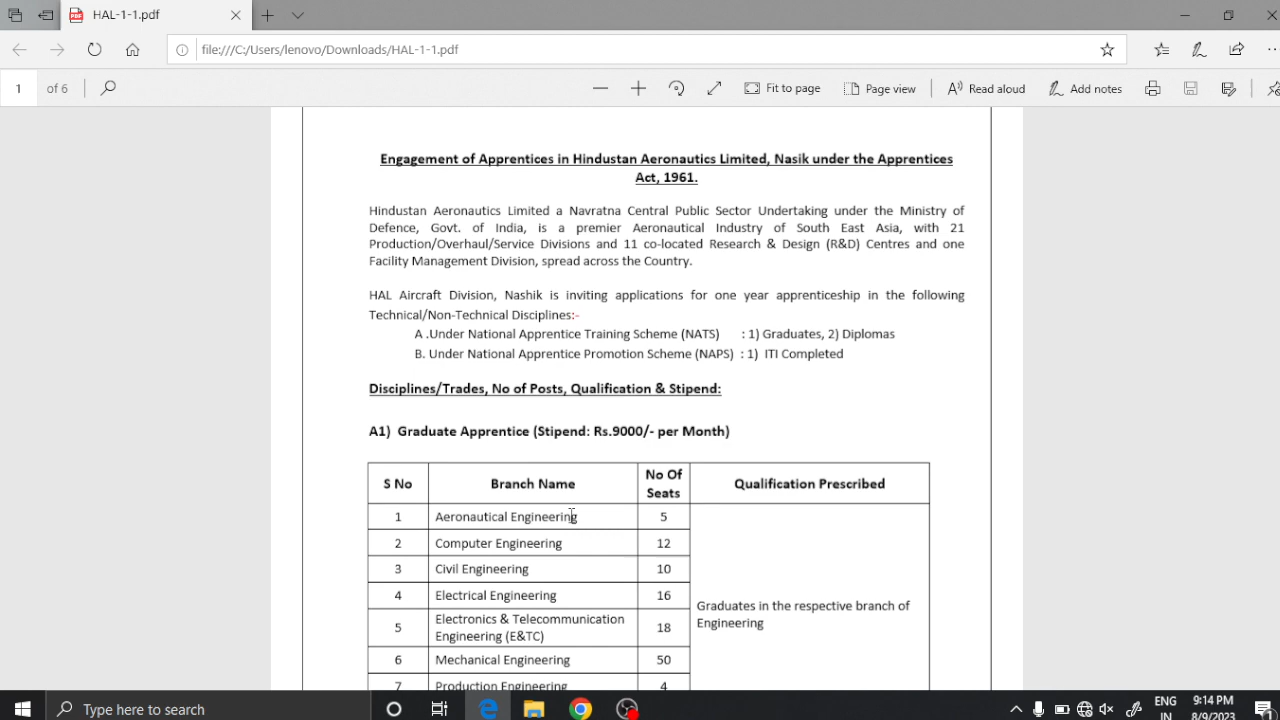 HAL-1-1.pdf
file:///C:/Users/lenovo/Downloads/HAL-1-1.pdf
1 of 6 Fit to page Page view Read aloud Add notes
Engagement of Apprentices in Hindustan Aeronautics Limited, Nasik under the Apprentices
Act, 1961.
Hindustan Aeronautics Limited a Navratna Central Public Sector Undertaking under the Ministry of
Defence, Govt. of India, is a premier Aeronautical Industry of South East Asia, with 21
Production/Overhaul/Service Divisions and 11 co-located Research & Design (R&D) Centres and one
Facility Management Division, spread across the Country.
HAL Aircraft Division, Nashik is inviting applications for one year apprenticeship in the following
Technical/Non-Technical Disciplines:-
A .Under National Apprentice Training Scheme (NATS) : 1) Graduates, 2) Diplomas
B. Under National Apprentice Promotion Scheme (NAPS) : 1) ITI Completed
Disciplines/Trades, No of Posts, Qualification & Stipend:
A1) Graduate Apprentice (Stipend: Rs.9000/- per Month)
S No Branch Name No Of Seats Qualification Prescribed
1 Aeronautical Engineering 5
2 Computer Engineering 12
3 Civil Engineering 10
4 Electrical Engineering 16
Graduates in the respective branch of
Engineering
5 Electronics & Telecommunication
Engineering (E&TC) 18
6 Mechanical Engineering 50
7 Production Engineering 4
Type here to search
ENG
IN
9:14 PM
8/9/2023